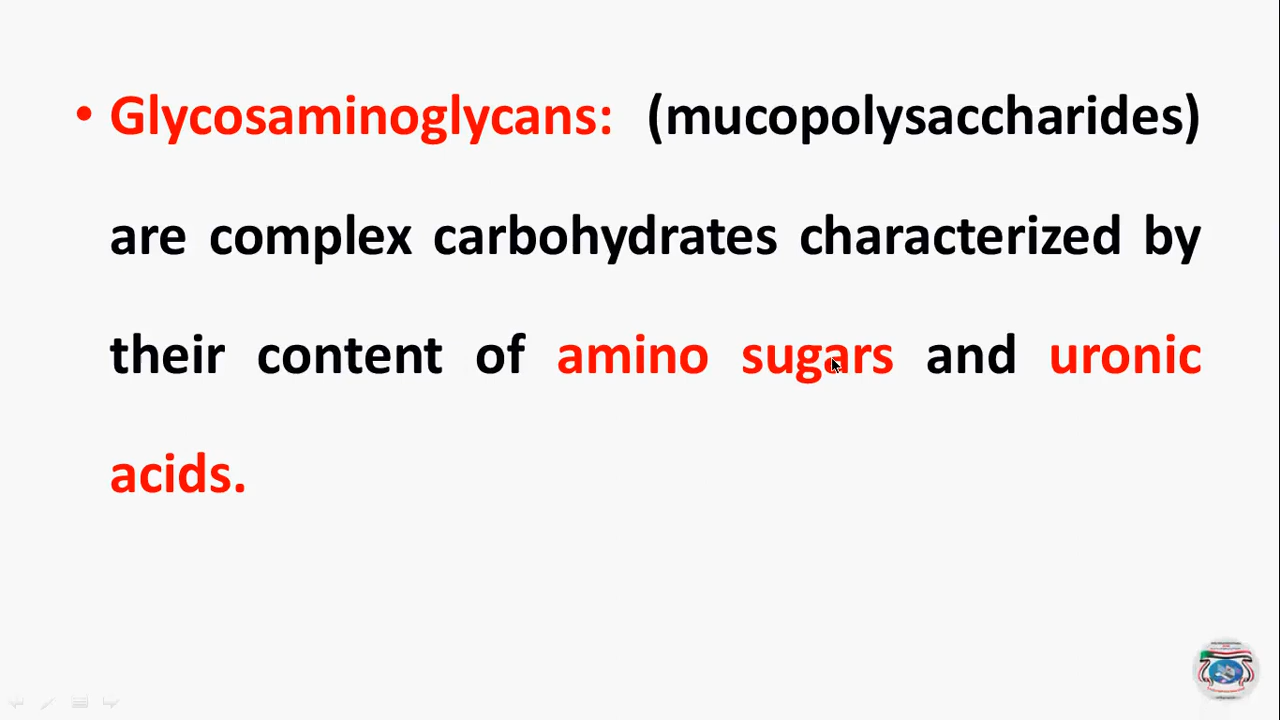 • Glycosaminoglycans: (mucopolysaccharides)
are complex carbohydrates characterized by
their content of amino sugars and uronic
acids.